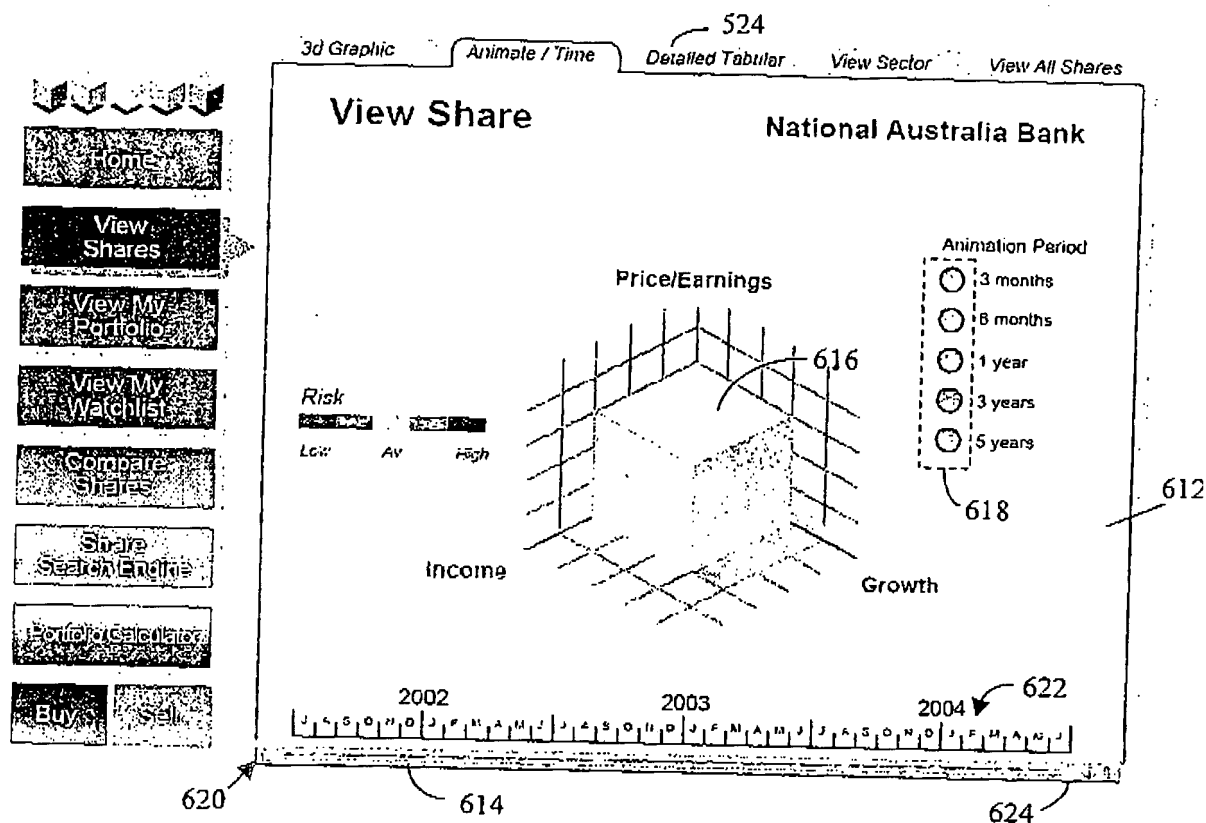 524
3d Graphic
Animate / Time
Detailed Tabular
View Sector
View All Shares
View Share
National Australia Bank
Home
View
Shares
View My
Portfolio
View My
Watchlist
Compare
Shares
Share
Search Engine
Portfolio Calculator
Buy
Sell
Animation Period
3 months
6 months
1 year
3 years
5 years
618
612
Price/Earnings
616
Risk
Low Av High
Income
Growth
2002 2003 2004
622
J A S O N D J F M A M J J A S O N D J F M A M J J A S O N D J F M A M J
620
614
624